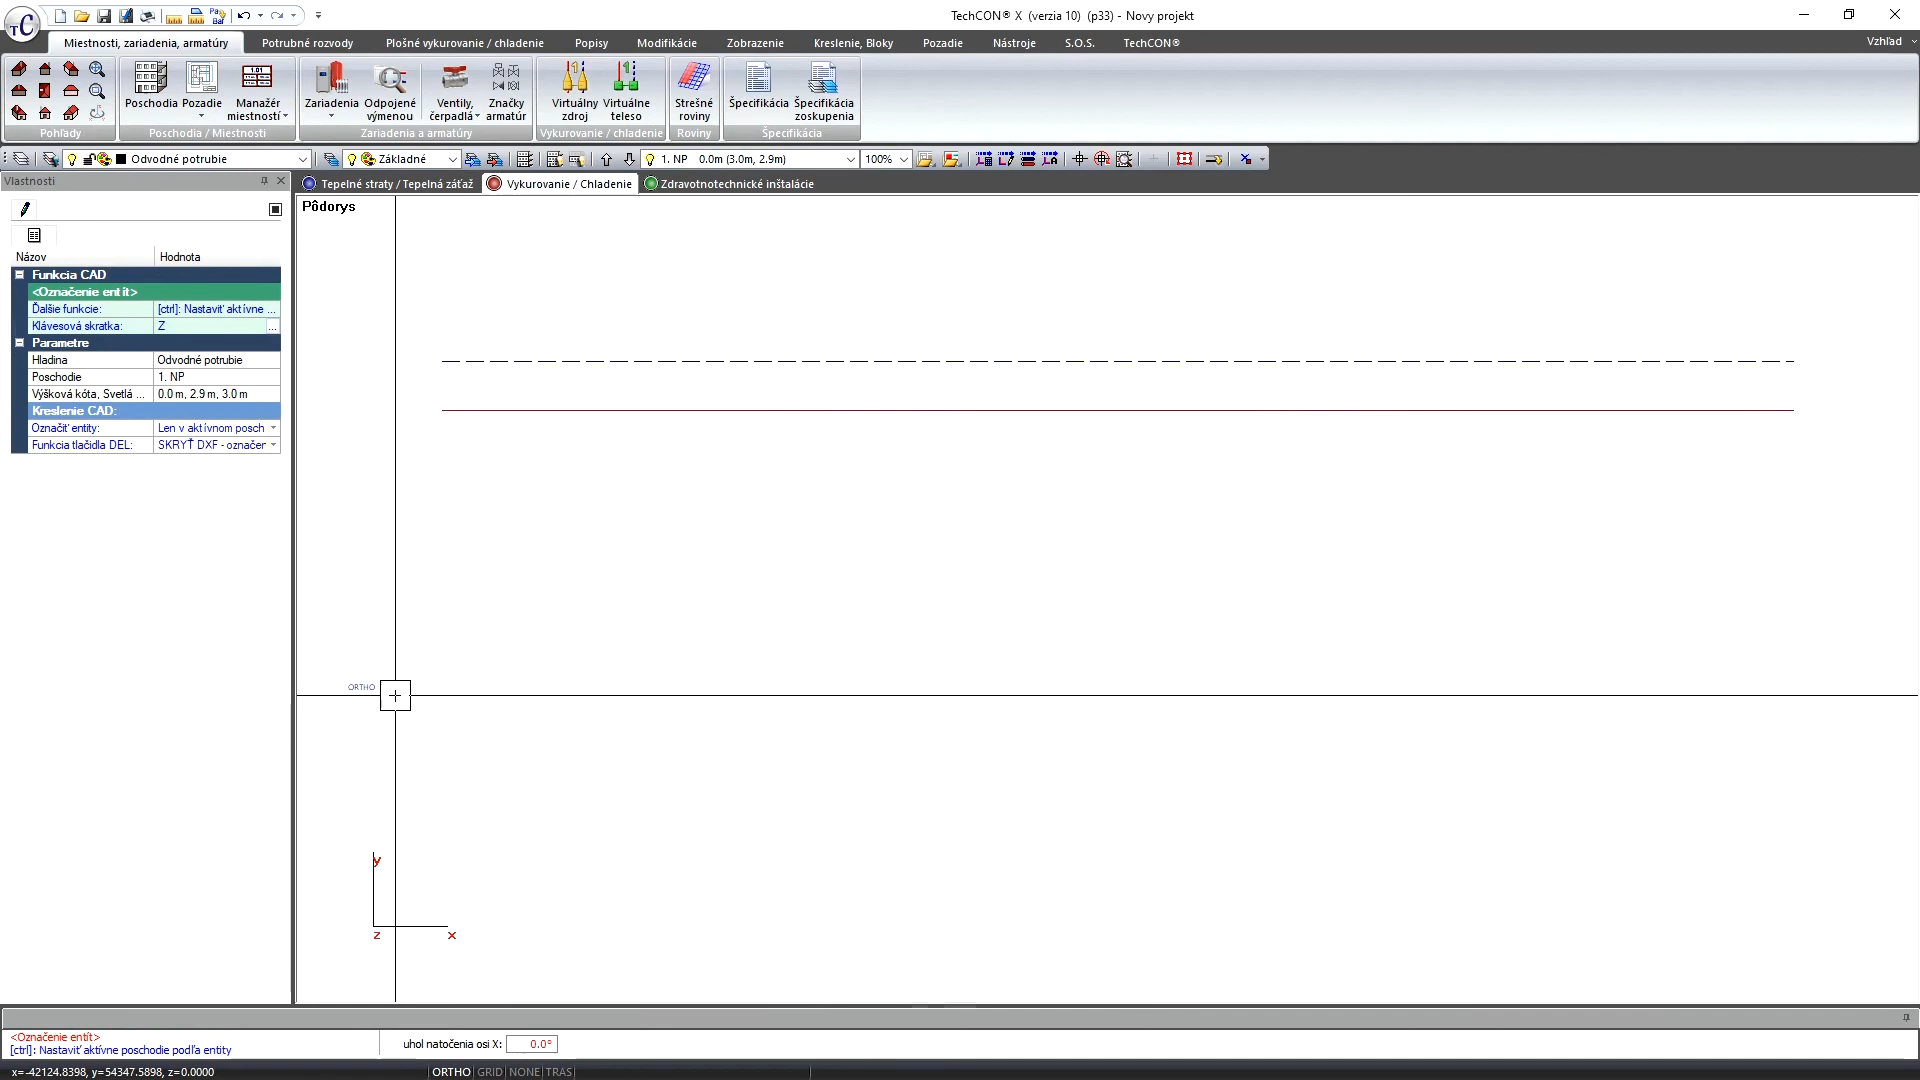 TechCON® X (verzia 10) (p33) - Novy projekt
Miestnosti, zariadenia, armatúry Potrubné rozvody Plošné vykurovanie / chladenie Popisy Modifikácie Zobrazenie Kreslenie, Bloky Pozadie Nástroje S.O.S. TechCON® Vzhľad
Pohľady
Poschodia Pozadie Manažér miestností
Poschodia / Miestnosti
Zariadenia Odpojené výmenou Ventily, čerpadlá Značky armatúr
Zariadenia a armatúry
Virtuálny zdroj Virtuálne teleso
Vykurovanie / chladenie
Strešné roviny
Roviny
Špecifikácia Špecifikácia zoskupenia
Špecifikácia
Odvodné potrubie Základné 1. NP 0.0m (3.0m, 2.9m) 100%
Vlastnosti
Tepelné straty / Tepelná záťaž Vykurovanie / Chladenie Zdravotnotechnické inštalácie
Pôdorys
Názov Hodnota
Funkcia CAD
<Označenie entít>
Ďalšie funkcie: [ctrl]: Nastaviť aktívne ...
Klávesová skratka: Z ...
Parametre
Hladina Odvodné potrubie
Poschodie 1. NP
Výšková kóta, Svetlá ... 0.0 m, 2.9 m, 3.0 m
Kreslenie CAD:
Označiť entity: Len v aktívnom posch
Funkcia tlačidla DEL: SKRYŤ DXF - označer
ORTHO
y
z x
<Označenie entít>
[ctrl]: Nastaviť aktívne poschodie podľa entity
uhol natočenia osi X: 0.0°
x=-42124.8398, y=54347.5898, z=0.0000 ORTHO GRID NONE TRAS